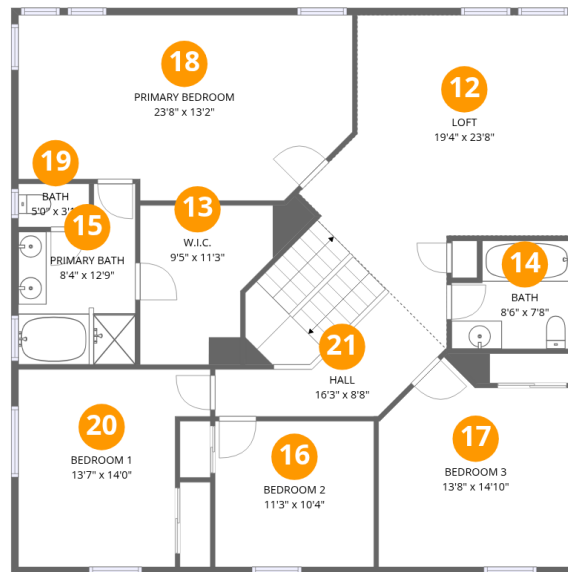 18
PRIMARY BEDROOM
23'8" x 13'2"
12
LOFT
19'4" x 23'8"
19
BATH
5'0" x 3'
13
W.I.C.
9'5" x 11'3"
15
PRIMARY BATH
8'4" x 12'9"
14
BATH
8'6" x 7'8"
21
HALL
16'3" x 8'8"
20
BEDROOM 1
13'7" x 14'0"
16
BEDROOM 2
11'3" x 10'4"
17
BEDROOM 3
13'8" x 14'10"